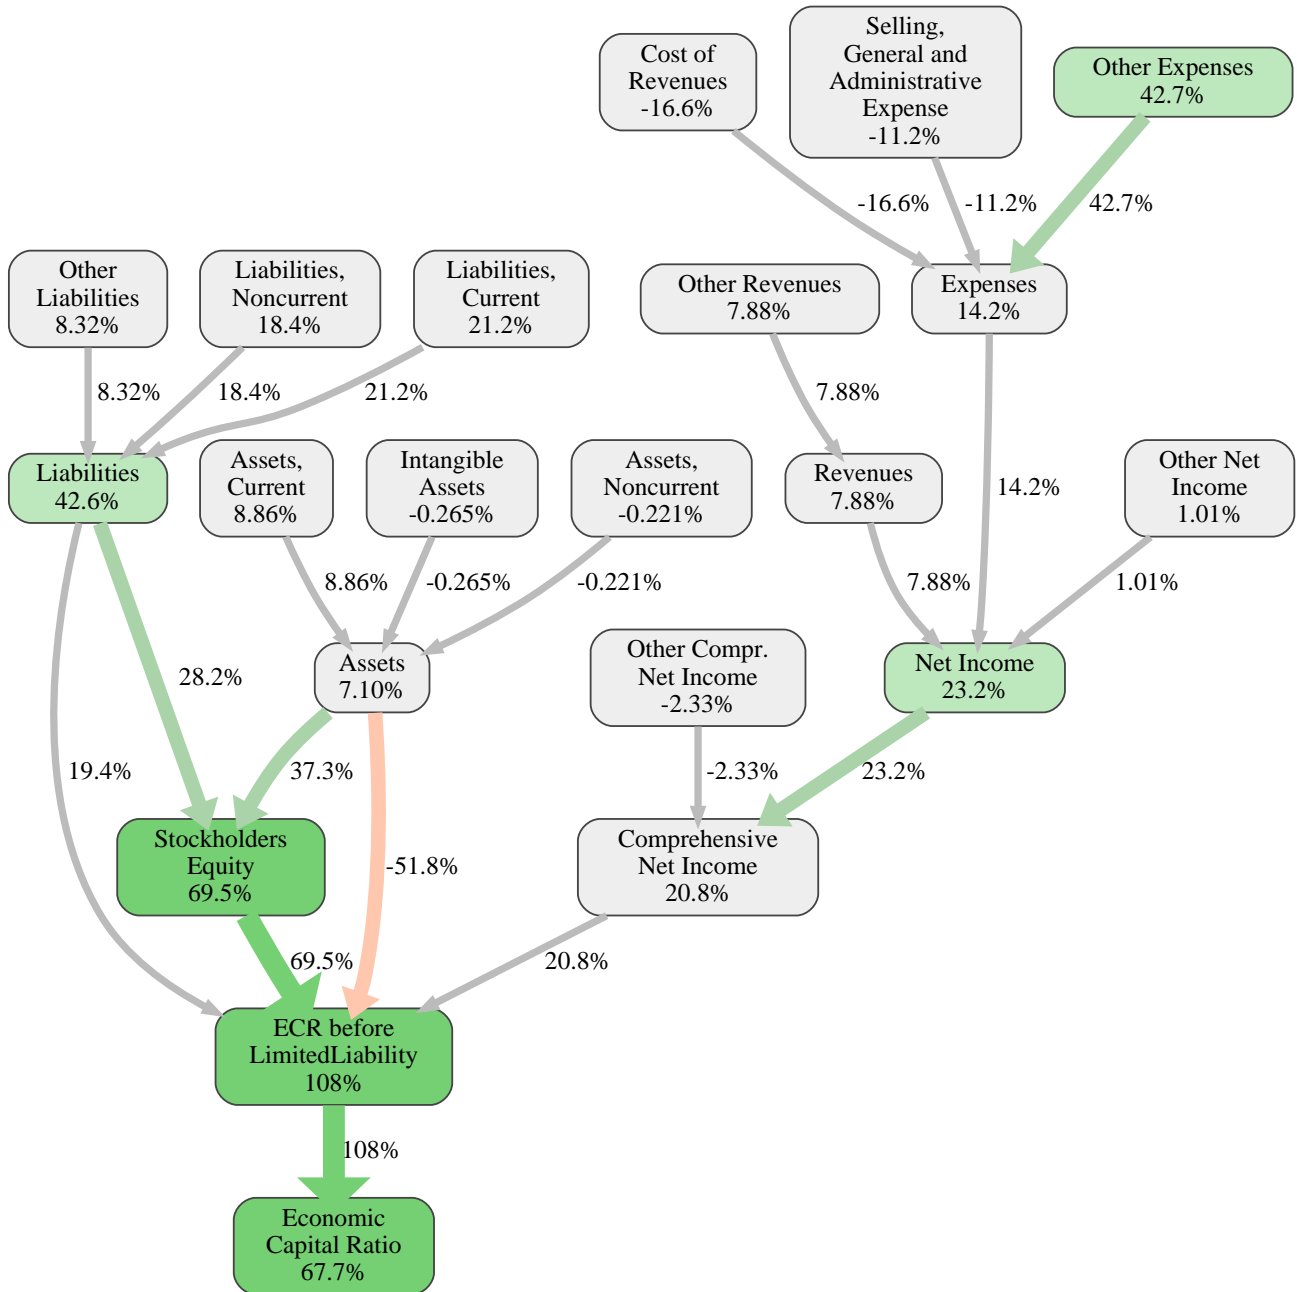 Cost of
Revenues
-16.6%
Selling,
General and
Administrative
Expense
-11.2%
Other Expenses
42.7%
-16.6%
-11.2%
42.7%
Other
Liabilities
8.32%
Liabilities,
Noncurrent
18.4%
Liabilities,
Current
21.2%
Other Revenues
7.88%
Expenses
14.2%
8.32%
18.4%
21.2%
7.88%
Liabilities
42.6%
Assets,
Current
8.86%
Intangible
Assets
-0.265%
Assets,
Noncurrent
-0.221%
Revenues
7.88%
14.2%
Other Net
Income
1.01%
8.86%
-0.265%
-0.221%
7.88%
1.01%
28.2%
Assets
7.10%
Other Compr.
Net Income
-2.33%
Net Income
23.2%
19.4%
37.3%
-2.33%
23.2%
Stockholders
Equity
69.5%
-51.8%
Comprehensive
Net Income
20.8%
69.5%
20.8%
ECR before
LimitedLiability
108%
108%
Economic
Capital Ratio
67.7%